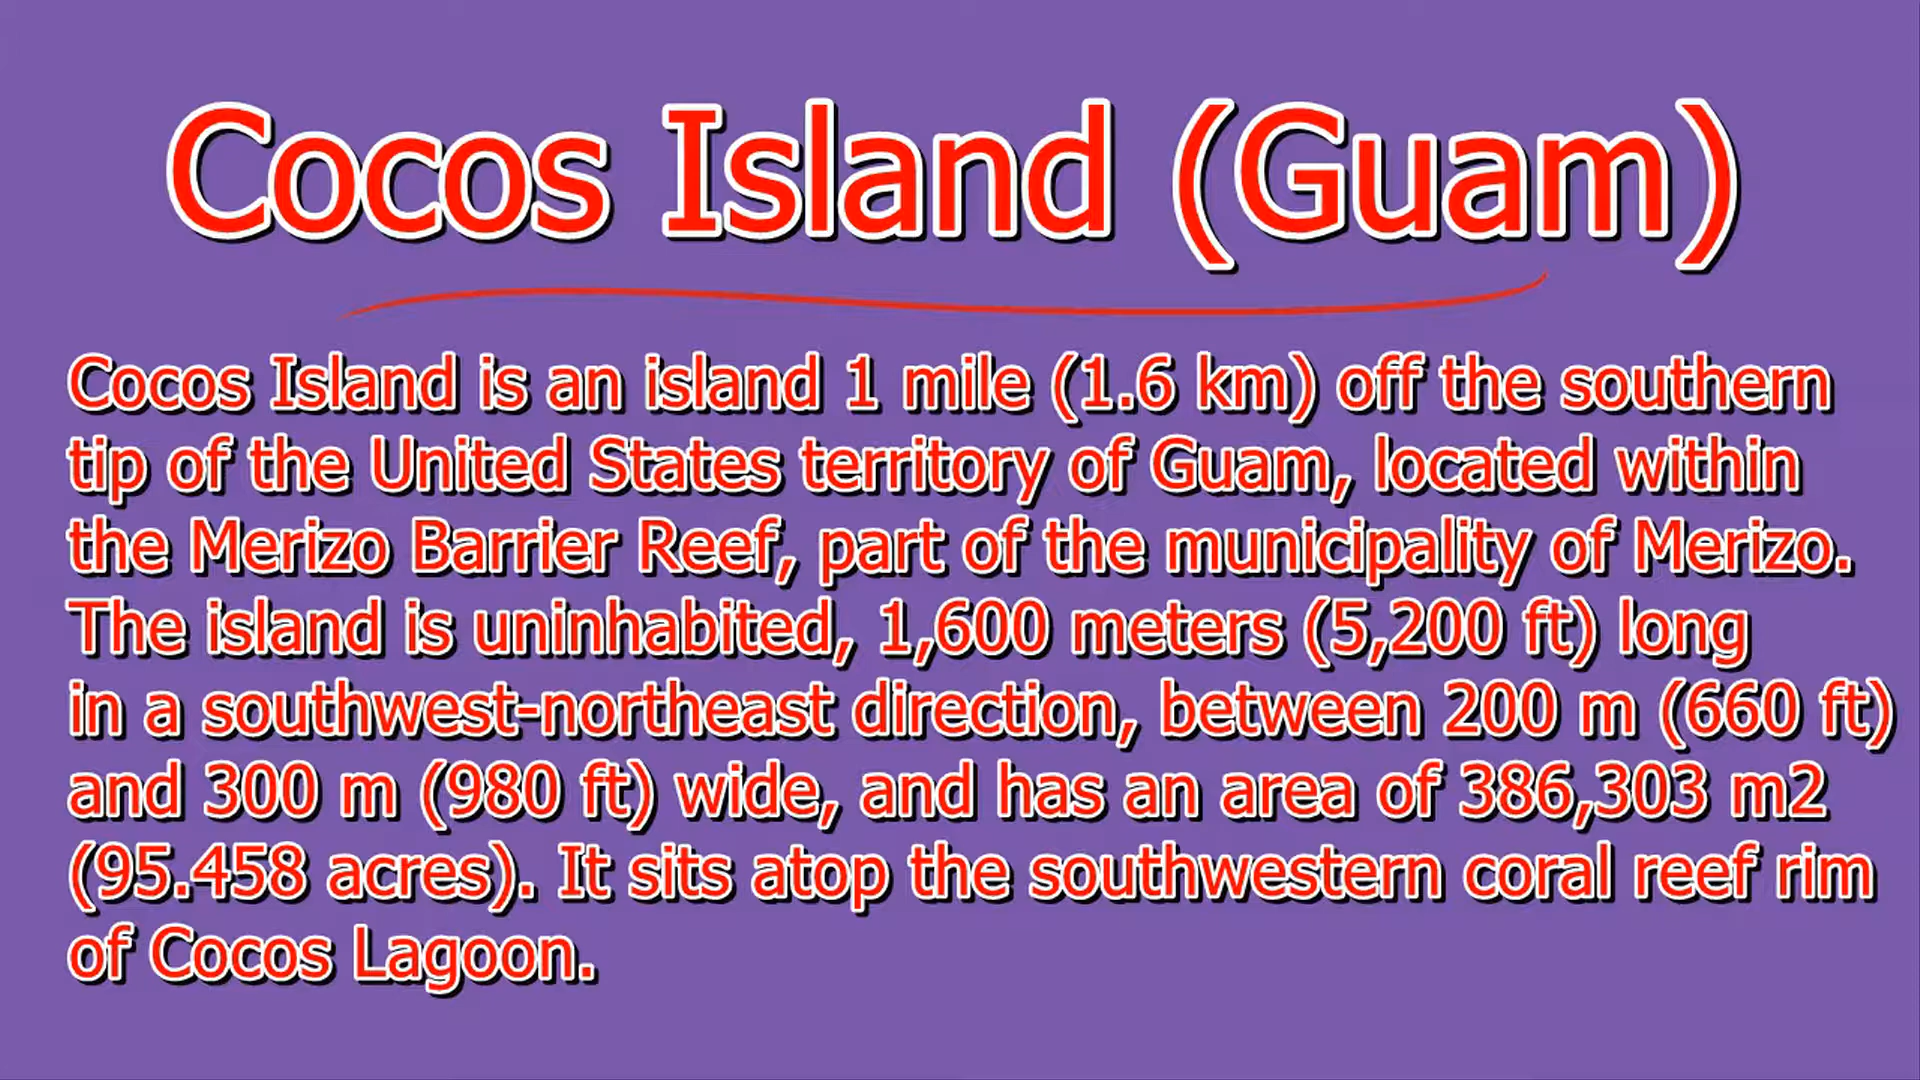 Cocos Island (Guam)
Cocos Island is an island 1 mile (1.6 km) off the southern
tip of the United States territory of Guam, located within
the Merizo Barrier Reef, part of the municipality of Merizo.
The island is uninhabited, 1,600 meters (5,200 ft) long
in a southwest-northeast direction, between 200 m (660 ft)
and 300 m (980 ft) wide, and has an area of 386,303 m2
(95.458 acres). It sits atop the southwestern coral reef rim
of Cocos Lagoon.